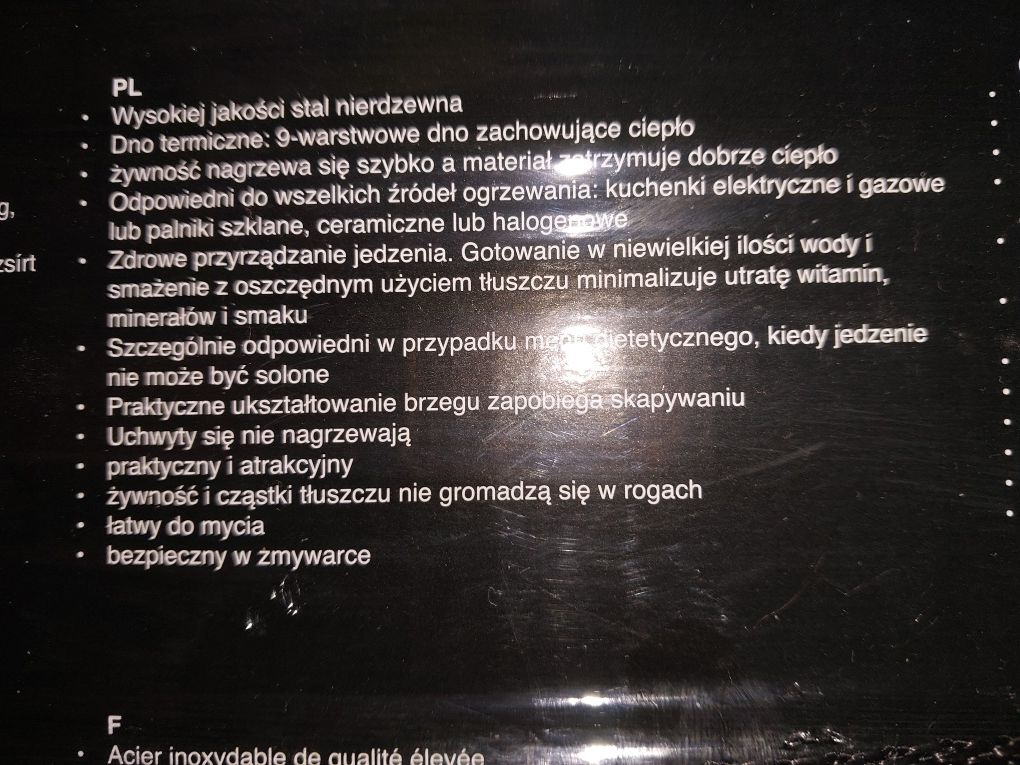 g,
zsírt
PL
• Wysokiej jakości stal nierdzewna
• Dno termiczne: 9-warstwowe dno zachowujące ciepło
• żywność nagrzewa się szybko a materiał zatrzymuje dobrze ciepło
• Odpowiedni do wszelkich źródeł ogrzewania: kuchenki elektryczne i gazowe
lub palniki szklane, ceramiczne lub halogenowe
• Zdrowe przyrządzanie jedzenia. Gotowanie w niewielkiej ilości wody i
smażenie z oszczędnym użyciem tłuszczu minimalizuje utratę witamin,
minerałów i smaku
• Szczególnie odpowiedni w przypadku menu dietetycznego, kiedy jedzenie
nie może być solone
• Praktyczne ukształtowanie brzegu zapobiega skapywaniu
• Uchwyty się nie nagrzewają
• praktyczny i atrakcyjny
• żywność i cząstki tłuszczu nie gromadzą się w rogach
• łatwy do mycia
• bezpieczny w zmywarce
F
• Acier inoxydable de qualité élevée